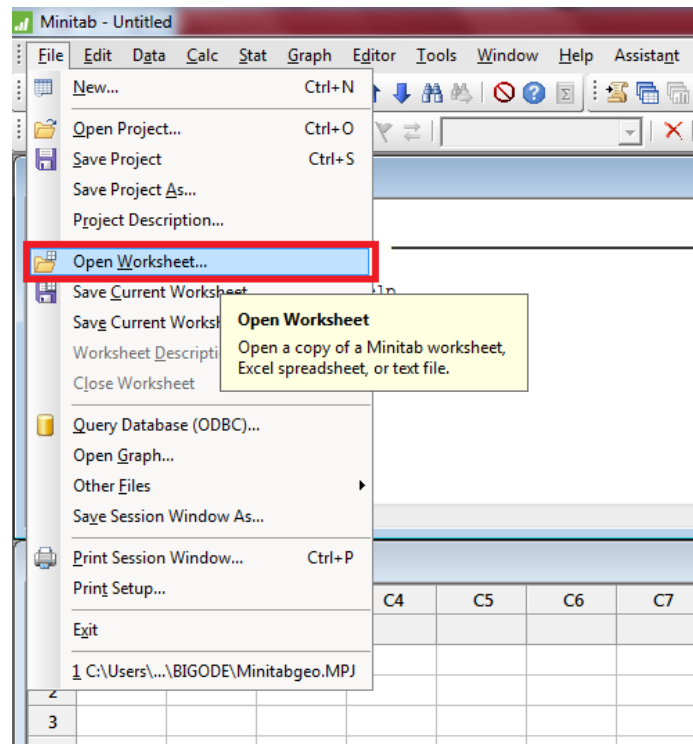 Minitab - Untitled
File Edit Data Calc Stat Graph Editor Tools Window Help Assistant
New... Ctrl+N
Open Project... Ctrl+O
Save Project Ctrl+S
Save Project As...
Project Description...
Open Worksheet...
Save Current Worksheet
Save Current
Worksheet
Close Worksheet
Open Worksheet
Open a copy of a Minitab worksheet,
Excel spreadsheet, or text file.
Query Database (ODBC)...
Open Graph...
Other Files
Save Session Window As...
Print Session Window... Ctrl+P
Print Setup...
Exit
1 C:\Users\...\BIGODE\Minitabgeo.MPJ
C4 C5 C6 C7
2
3